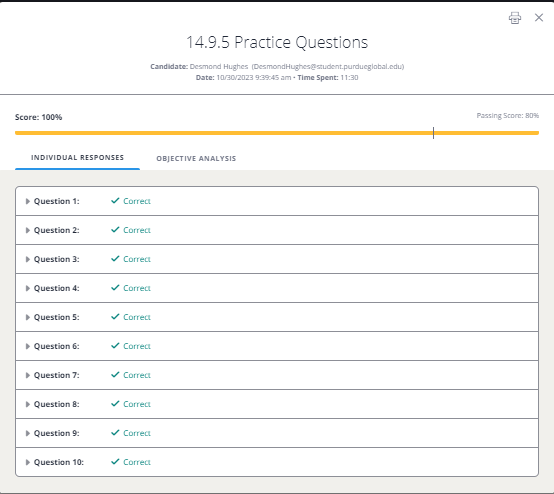 14.9.5 Practice Questions
Candidate: Desmond Hughes (DesmondHughes@student.purdueglobal.edu)
Date: 10/30/2023 9:39:45 am • Time Spent: 11:30
Score: 100%
Passing Score: 80%
INDIVIDUAL RESPONSES
OBJECTIVE ANALYSIS
Question 1: Correct
Question 2: Correct
Question 3: Correct
Question 4: Correct
Question 5: Correct
Question 6: Correct
Question 7: Correct
Question 8: Correct
Question 9: Correct
Question 10: Correct